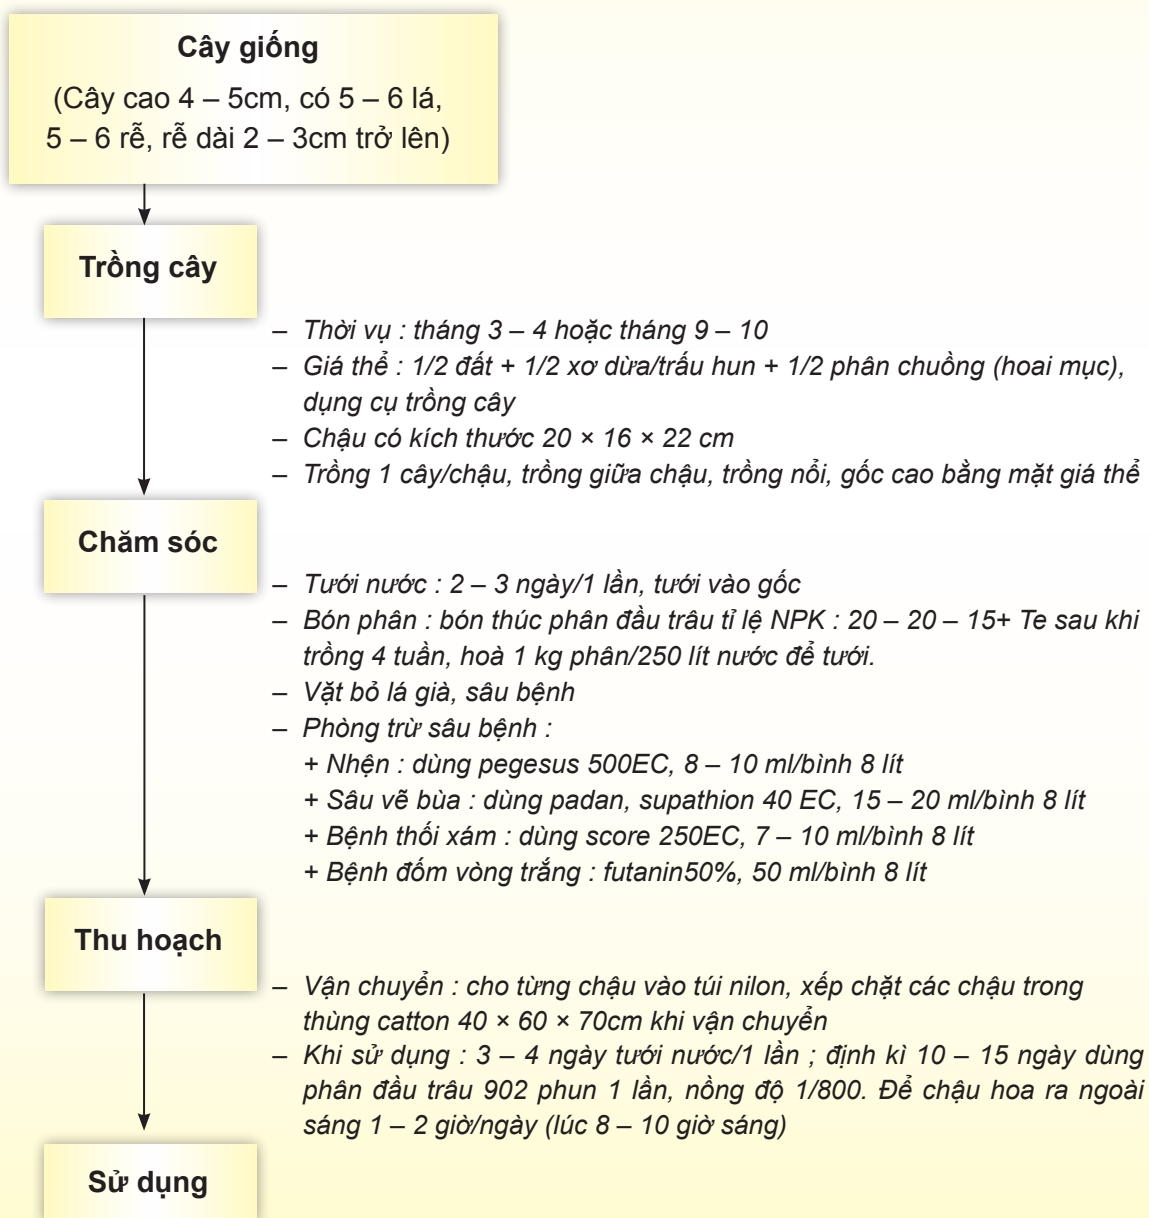 Cây giống
(Cây cao 4 – 5cm, có 5 – 6 lá,
5 – 6 rễ, rễ dài 2 – 3cm trở lên)
Trồng cây
– Thời vụ : tháng 3 – 4 hoặc tháng 9 – 10
– Giá thể : 1/2 đất + 1/2 xơ dừa/trấu hun + 1/2 phân chuồng (hoai mục),
dụng cụ trồng cây
– Chậu có kích thước 20 × 16 × 22 cm
– Trồng 1 cây/chậu, trồng giữa chậu, trồng nổi, gốc cao bằng mặt giá thể
Chăm sóc
– Tưới nước : 2 – 3 ngày/1 lần, tưới vào gốc
– Bón phân : bón thúc phân đầu trâu tỉ lệ NPK : 20 – 20 – 15+ Te sau khi
trồng 4 tuần, hoà 1 kg phân/250 lít nước để tưới.
– Vặt bỏ lá già, sâu bệnh
– Phòng trừ sâu bệnh :
+ Nhện : dùng pegesus 500EC, 8 – 10 ml/bình 8 lít
+ Sâu vẽ bùa : dùng padan, supathion 40 EC, 15 – 20 ml/bình 8 lít
+ Bệnh thối xám : dùng score 250EC, 7 – 10 ml/bình 8 lít
+ Bệnh đốm vòng trắng : futanin50%, 50 ml/bình 8 lít
Thu hoạch
– Vận chuyển : cho từng chậu vào túi nilon, xếp chặt các chậu trong
thùng catton 40 × 60 × 70cm khi vận chuyển
– Khi sử dụng : 3 – 4 ngày tưới nước/1 lần ; định kì 10 – 15 ngày dùng
phân đầu trâu 902 phun 1 lần, nồng độ 1/800. Để chậu hoa ra ngoài
sáng 1 – 2 giờ/ngày (lúc 8 – 10 giờ sáng)
Sử dụng